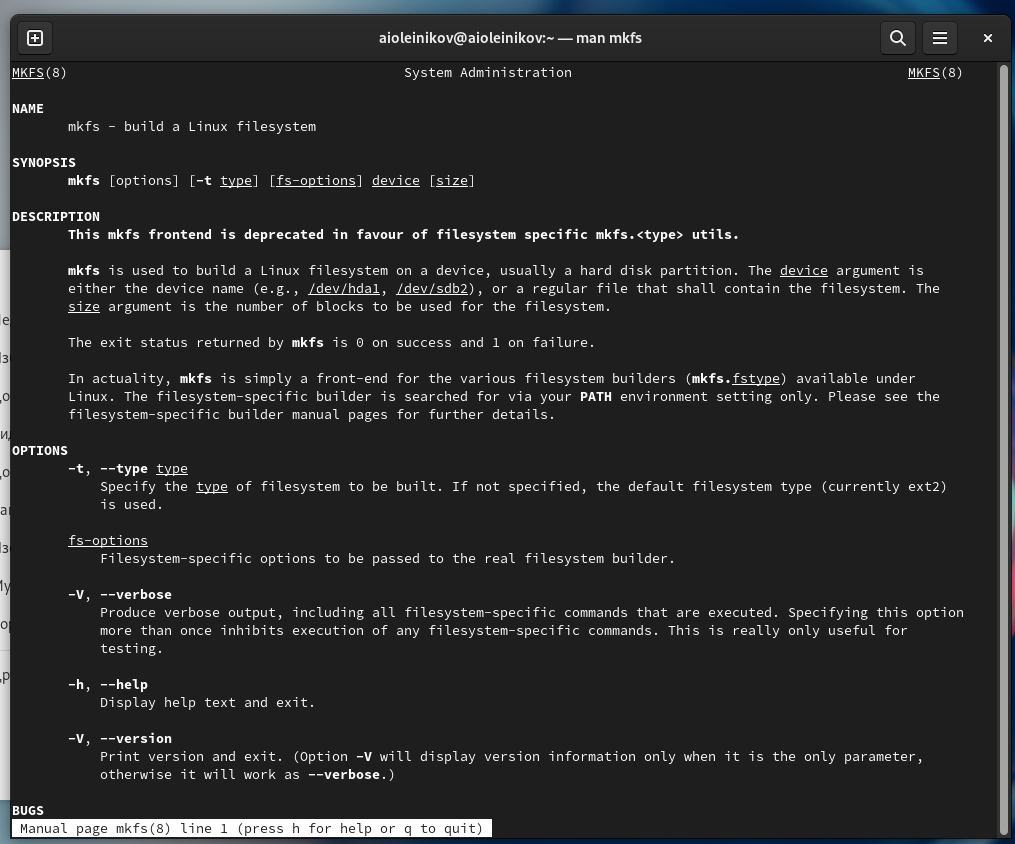 aioleinikov@aioleinikov:~ — man mkfs
MKFS(8) System Administration MKFS(8)
NAME
mkfs - build a Linux filesystem
SYNOPSIS
mkfs [options] [-t type] [fs-options] device [size]
DESCRIPTION
This mkfs frontend is deprecated in favour of filesystem specific mkfs.<type> utils.
mkfs is used to build a Linux filesystem on a device, usually a hard disk partition. The device argument is
either the device name (e.g., /dev/hda1, /dev/sdb2), or a regular file that shall contain the filesystem. The
size argument is the number of blocks to be used for the filesystem.
The exit status returned by mkfs is 0 on success and 1 on failure.
In actuality, mkfs is simply a front-end for the various filesystem builders (mkfs.fstype) available under
Linux. The filesystem-specific builder is searched for via your PATH environment setting only. Please see the
filesystem-specific builder manual pages for further details.
OPTIONS
-t, --type type
Specify the type of filesystem to be built. If not specified, the default filesystem type (currently ext2)
is used.
fs-options
Filesystem-specific options to be passed to the real filesystem builder.
-V, --verbose
Produce verbose output, including all filesystem-specific commands that are executed. Specifying this option
more than once inhibits execution of any filesystem-specific commands. This is really only useful for
testing.
-h, --help
Display help text and exit.
-V, --version
Print version and exit. (Option -V will display version information only when it is the only parameter,
otherwise it will work as --verbose.)
BUGS
Manual page mkfs(8) line 1 (press h for help or q to quit)